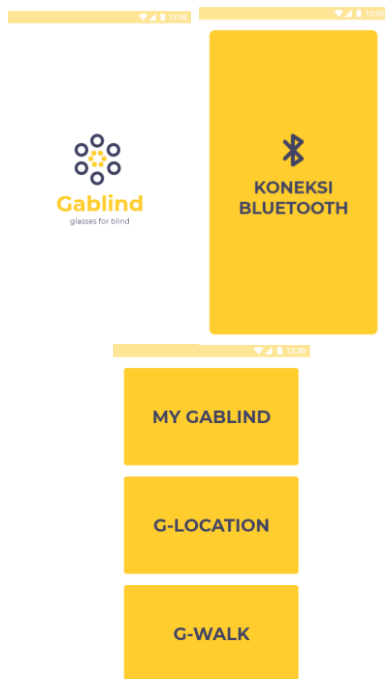 12:30
Gablind
glasses for blind
12:30
KONEKSI
BLUETOOTH
12:30
MY GABLIND
G-LOCATION
G-WALK